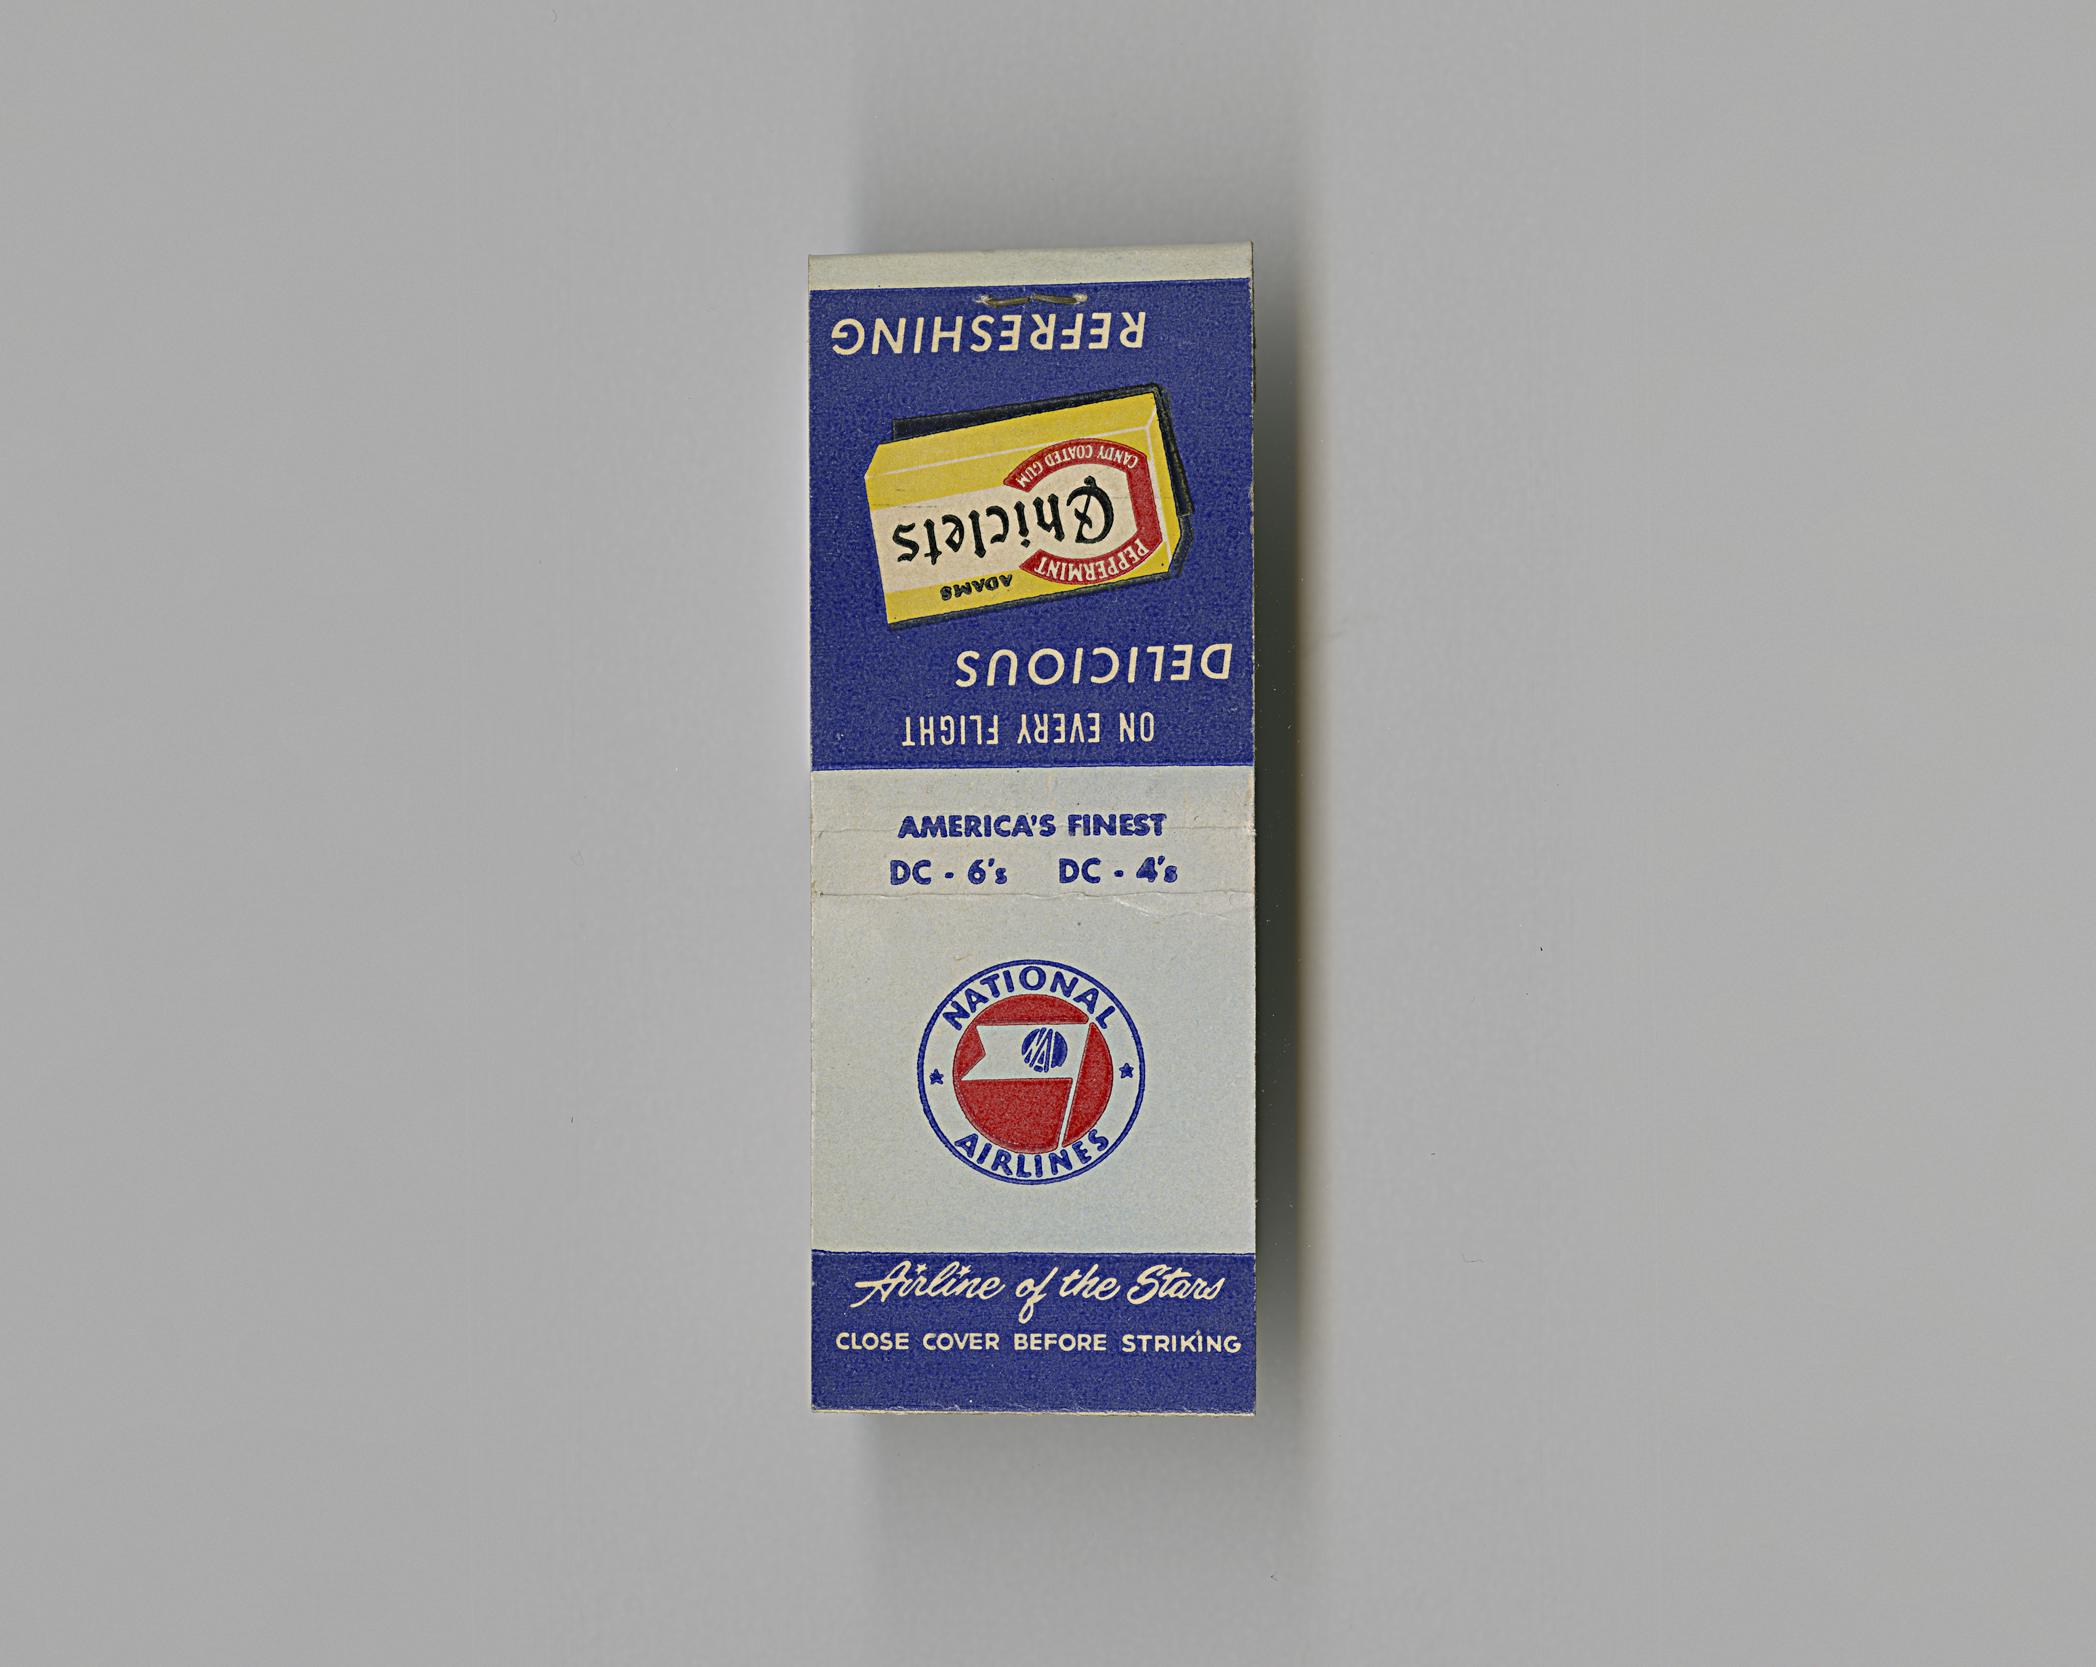 REFRESHING
CANDY COATED GUM
Chiclets
PEPPERMINT
ADAMS
DELICIOUS
ON EVERY FLIGHT
AMERICA'S FINEST
DC - 6's DC - 4's
NATIONAL
NAL
AIRLINES
Airline of the Stars
CLOSE COVER BEFORE STRIKING